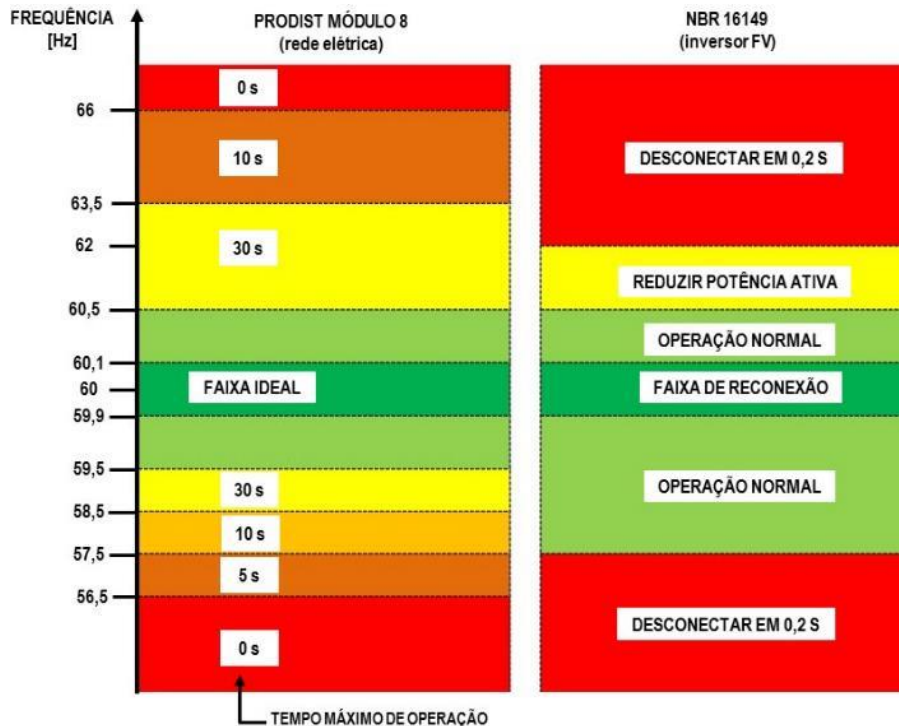 FREQUÊNCIA
[Hz]
PRODIST MÓDULO 8
(rede elétrica)
NBR 16149
(inversor FV)
0 s
66
10 s
DESCONECTAR EM 0,2 S
63,5
62
30 s
REDUZIR POTÊNCIA ATIVA
60,5
OPERAÇÃO NORMAL
60,1
60
FAIXA IDEAL
FAIXA DE RECONEXÃO
59,9
59,5
30 s
OPERAÇÃO NORMAL
58,5
10 s
57,5
5 s
56,5
DESCONECTAR EM 0,2 S
0 s
TEMPO MÁXIMO DE OPERAÇÃO